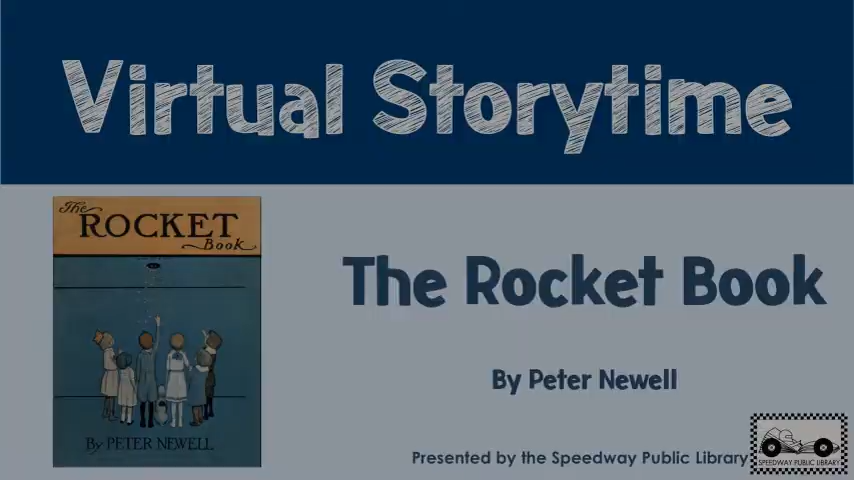 Virtual Storytime
The
ROCKET
Book
By PETER NEWELL
The Rocket Book
By Peter Newell
Presented by the Speedway Public Library
SPEEDWAY PUBLIC LIBRARY